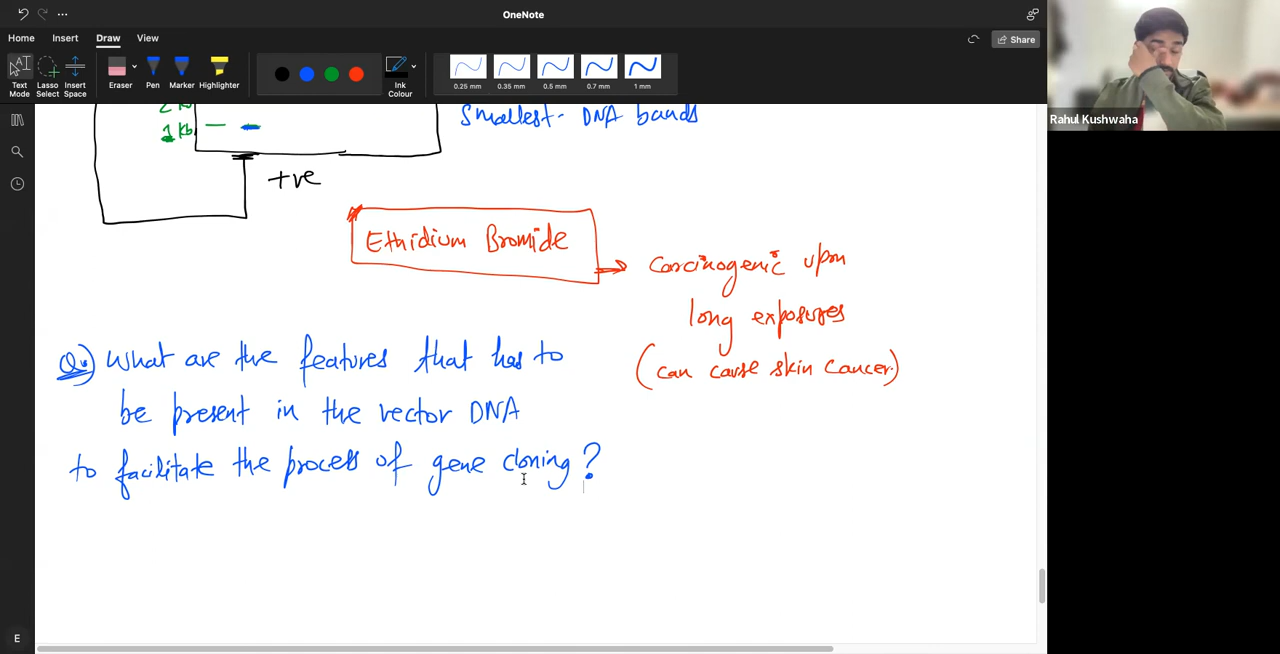 OneNote
Home Insert Draw View
Share
Text Mode
Lasso Select
Insert Space
Eraser
Pen
Marker
Highlighter
Ink Colour
0.25 mm
0.35 mm
0.5 mm
0.7 mm
1 mm
Rahul Kushwaha
1 kb
Smallest- DNA bands
+ve
Ethidium Bromide
Carcinogenic upon
long exposures
(can cause skin cancer.)
Qu) What are the features that has to
be present in the vector DNA
to facilitate the process of gene cloning?
E